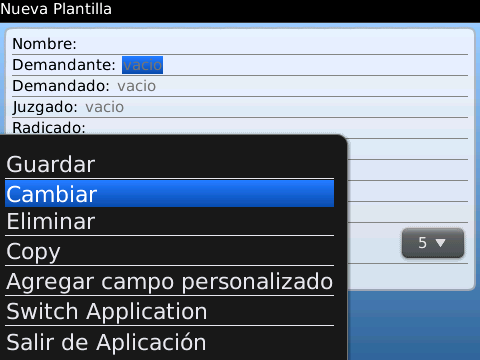 Nueva Plantilla
Nombre:
Demandante: vacio
Demandado: vacio
Juzgado: vacio
Radicado:
Guardar
Cambiar
Eliminar
5
Copy
Agregar campo personalizado
Switch Application
Salir de Aplicación